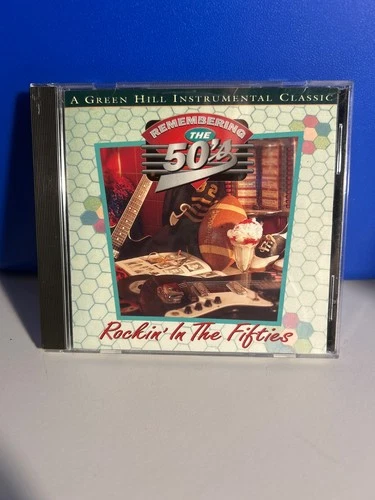 A Green Hill Instrumental Classic
REMEMBERING
THE
50's
Rockin' In The Fifties